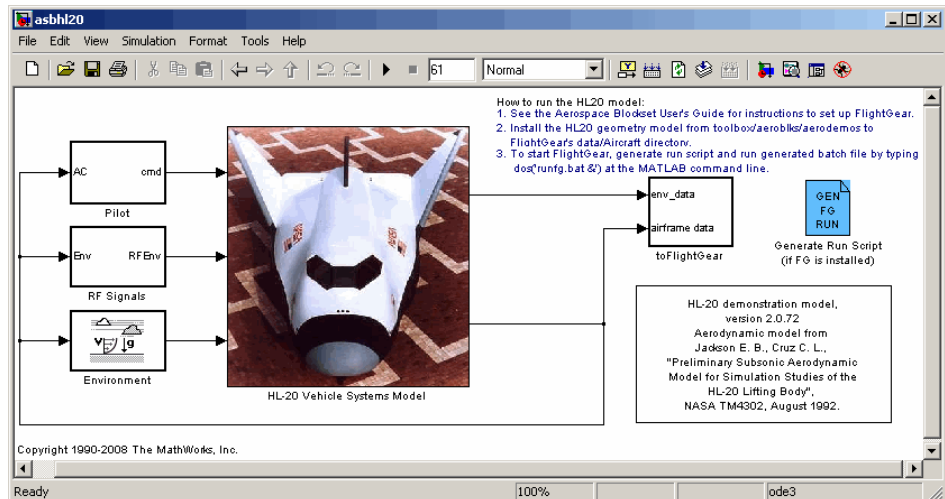 asbhl20
File Edit View Simulation Format Tools Help
61 Normal
How to run the HL20 model:
1. See the Aerospace Blockset User's Guide for instructions to set up FlightGear.
2. Install the HL20 geometry model from toolbox/aeroblks/aerodemos to
FlightGear's data/Aircraft directory.
3. To start FlightGear, generate run script and run generated batch file by typing
dos('runfg.bat &') at the MATLAB command line.
AC cmd
Pilot
Env RFEnv
RF Signals
V g
Environment
HL-20 Vehicle Systems Model
env_data
airframe data
toFlightGear
GEN
FG
RUN
Generate Run Script
(if FG is installed)
HL-20 demonstration model,
version 2.0.72
Aerodynamic model from
Jackson E. B., Cruz C. L.,
"Preliminary Subsonic Aerodynamic
Model for Simulation Studies of the
HL-20 Lifting Body",
NASA TM4302, August 1992.
Copyright 1990-2008 The MathWorks, Inc.
Ready 100% ode3